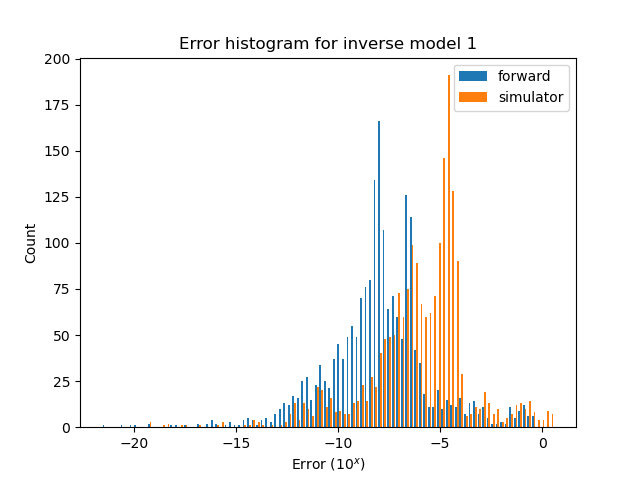 Error histogram for inverse model 1
forward
simulator
200
175
150
125
100
75
50
25
0
Count
−20
−15
−10
−5
0
Error (10^x)